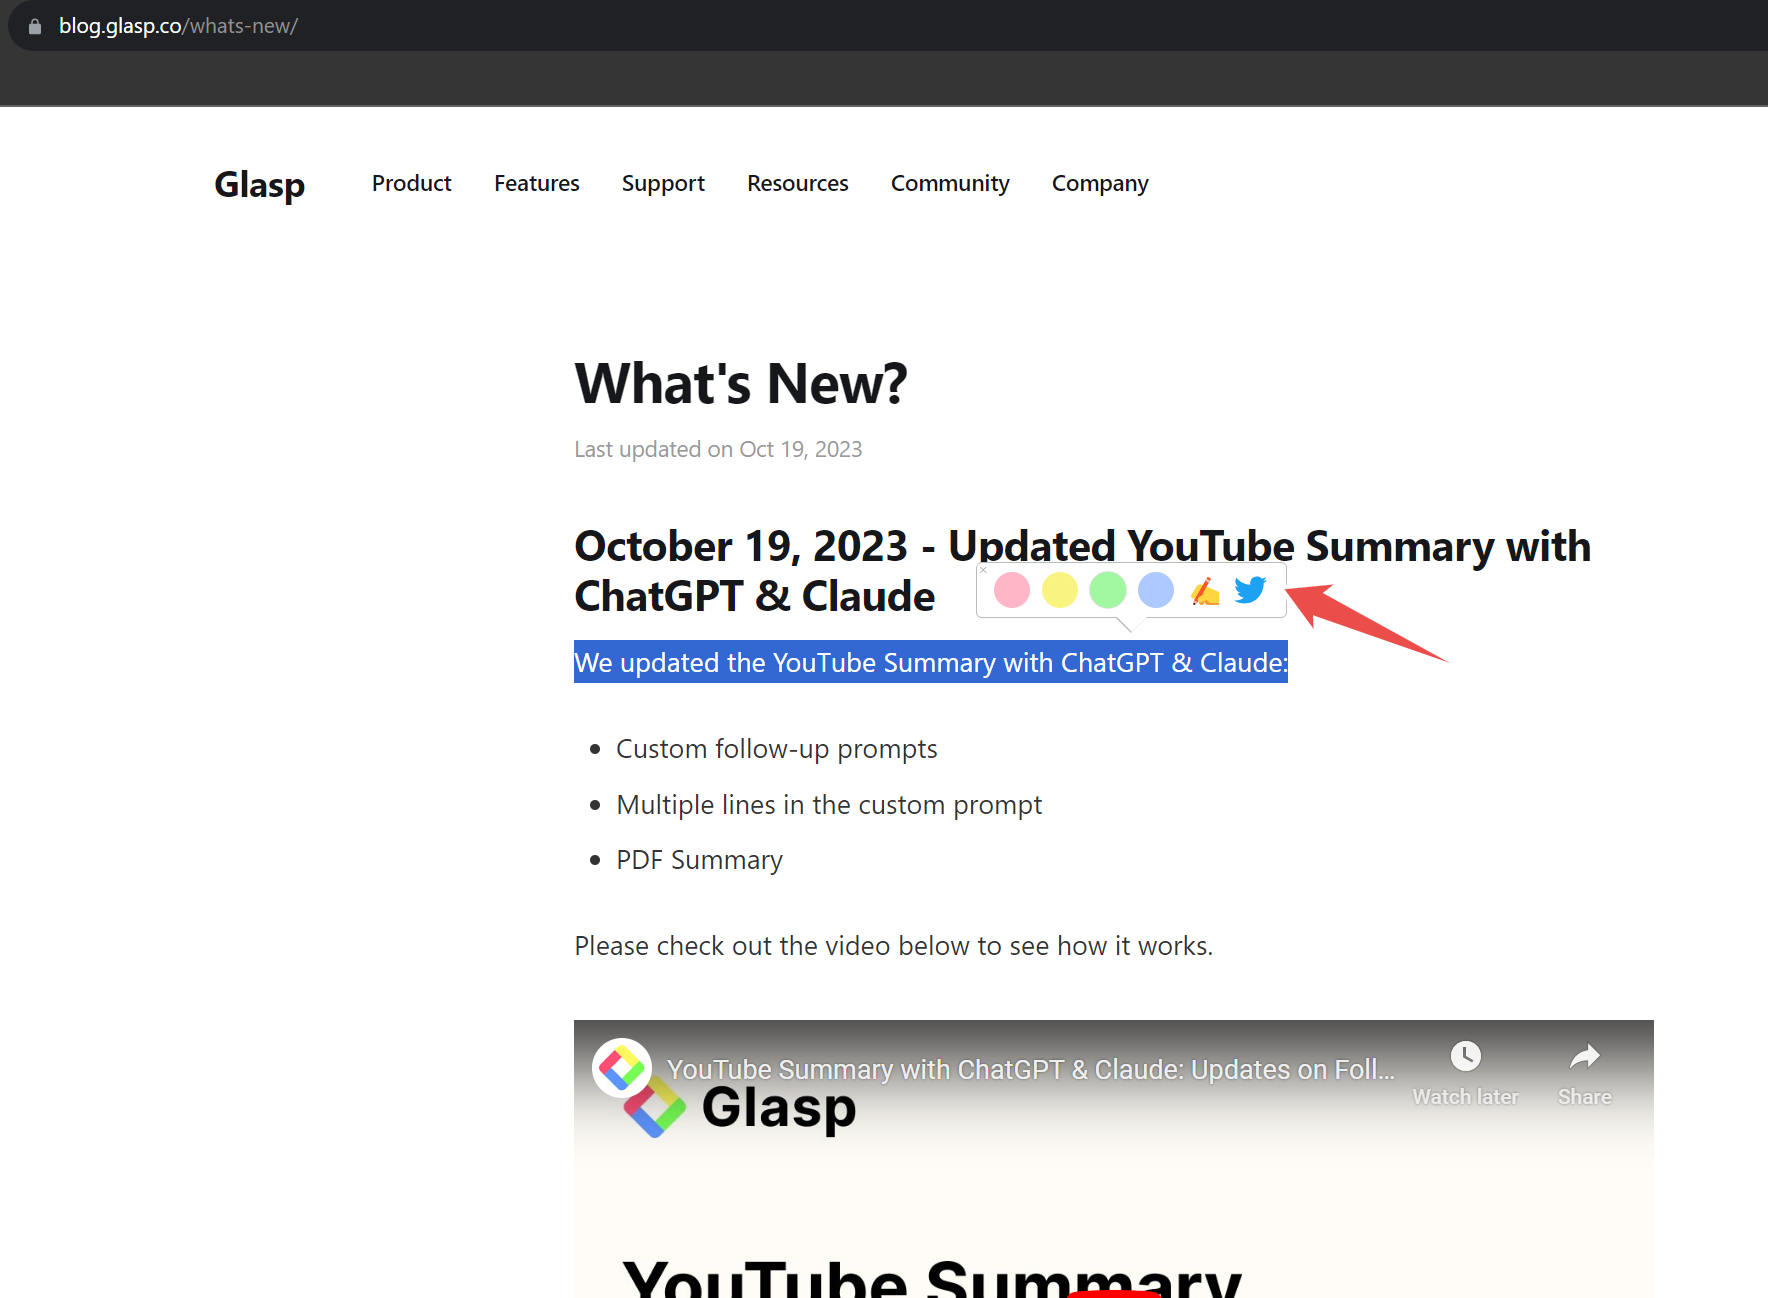 blog.glasp.co/whats-new/
Glasp Product Features Support Resources Community Company
What's New?
Last updated on Oct 19, 2023
October 19, 2023 - Updated YouTube Summary with
ChatGPT & Claude
We updated the YouTube Summary with ChatGPT & Claude:
Custom follow-up prompts
Multiple lines in the custom prompt
PDF Summary
Please check out the video below to see how it works.
YouTube Summary with ChatGPT & Claude: Updates on Foll...
Watch later Share
Glasp
YouTube Summary